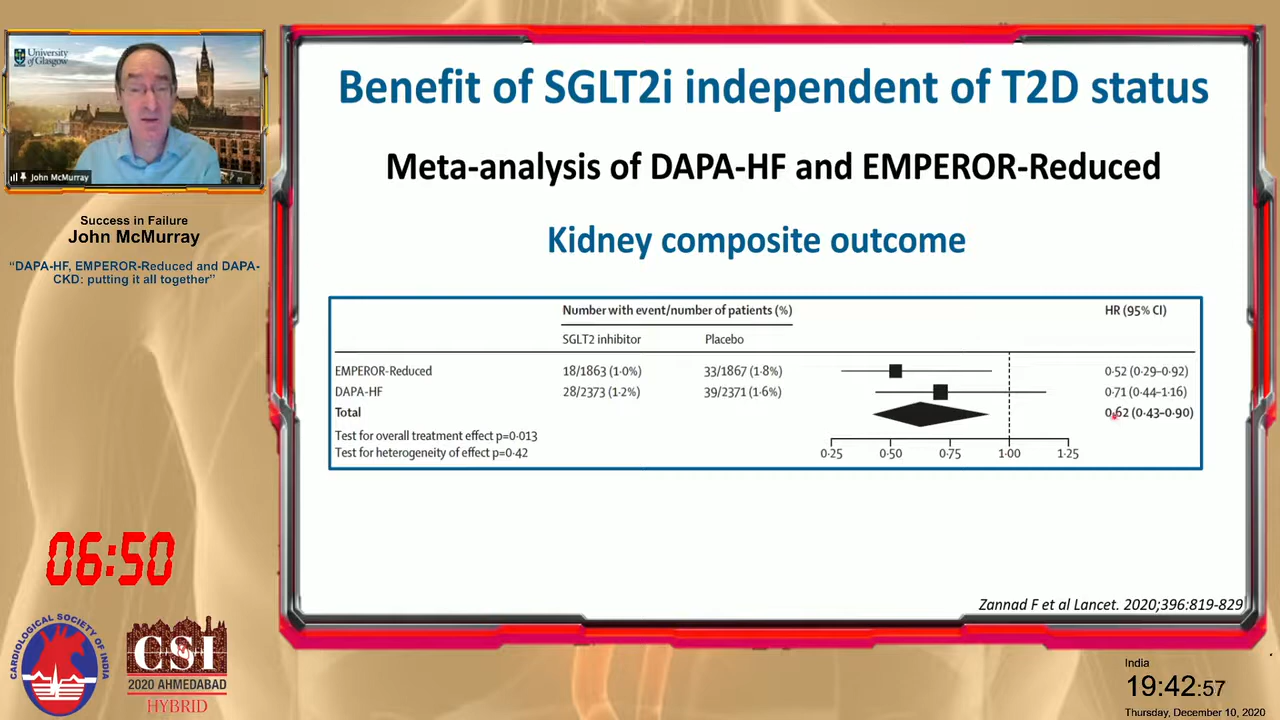 University
of Glasgow
John McMurray
Success in Failure
John McMurray
“DAPA-HF, EMPEROR-Reduced and DAPA-
CKD: putting it all together”
06:50
CARDIOLOGICAL SOCIETY OF INDIA
CSI
2020 AHMEDABAD
HYBRID
Benefit of SGLT2i independent of T2D status
Meta-analysis of DAPA-HF and EMPEROR-Reduced
Kidney composite outcome
Number with event/number of patients (%) HR (95% CI)
SGLT2 inhibitor Placebo
EMPEROR-Reduced 18/1863 (1·0%) 33/1867 (1·8%) 0·52 (0·29–0·92)
DAPA-HF 28/2373 (1·2%) 39/2371 (1·6%) 0·71 (0·44–1·16)
Total 0·62 (0·43–0·90)
Test for overall treatment effect p=0·013
Test for heterogeneity of effect p=0·42
0·25 0·50 0·75 1·00 1·25
Zannad F et al Lancet. 2020;396:819-829
India
19:42:57
Thursday, December 10, 2020